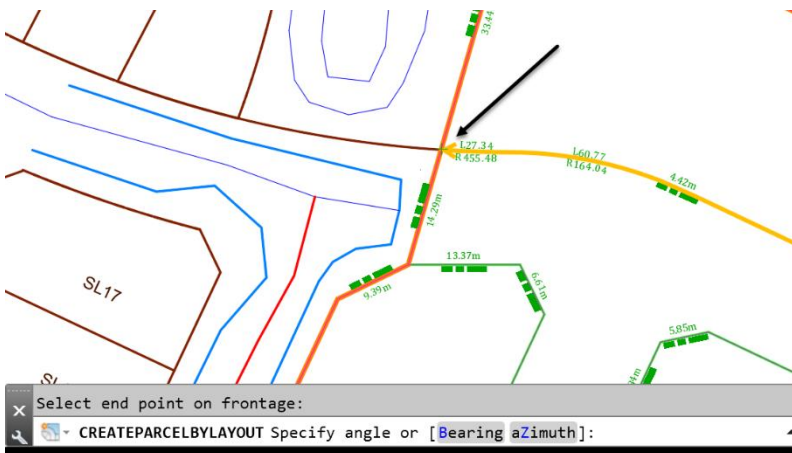 33.44
L27.34
R455.48
L60.77
R164.04
4.42m
14.29m
13.37m
9.39m
6.61m
SL17
5.85m
Select end point on frontage:
CREATEPARCELBYLAYOUT Specify angle or [Bearing aZimuth]: